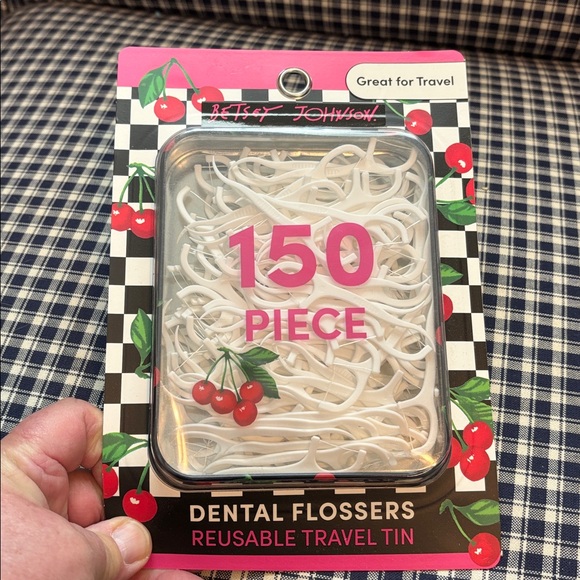 Great for Travel
BETSEY JOHNSON.
150
PIECE
DENTAL FLOSSERS
REUSABLE TRAVEL TIN